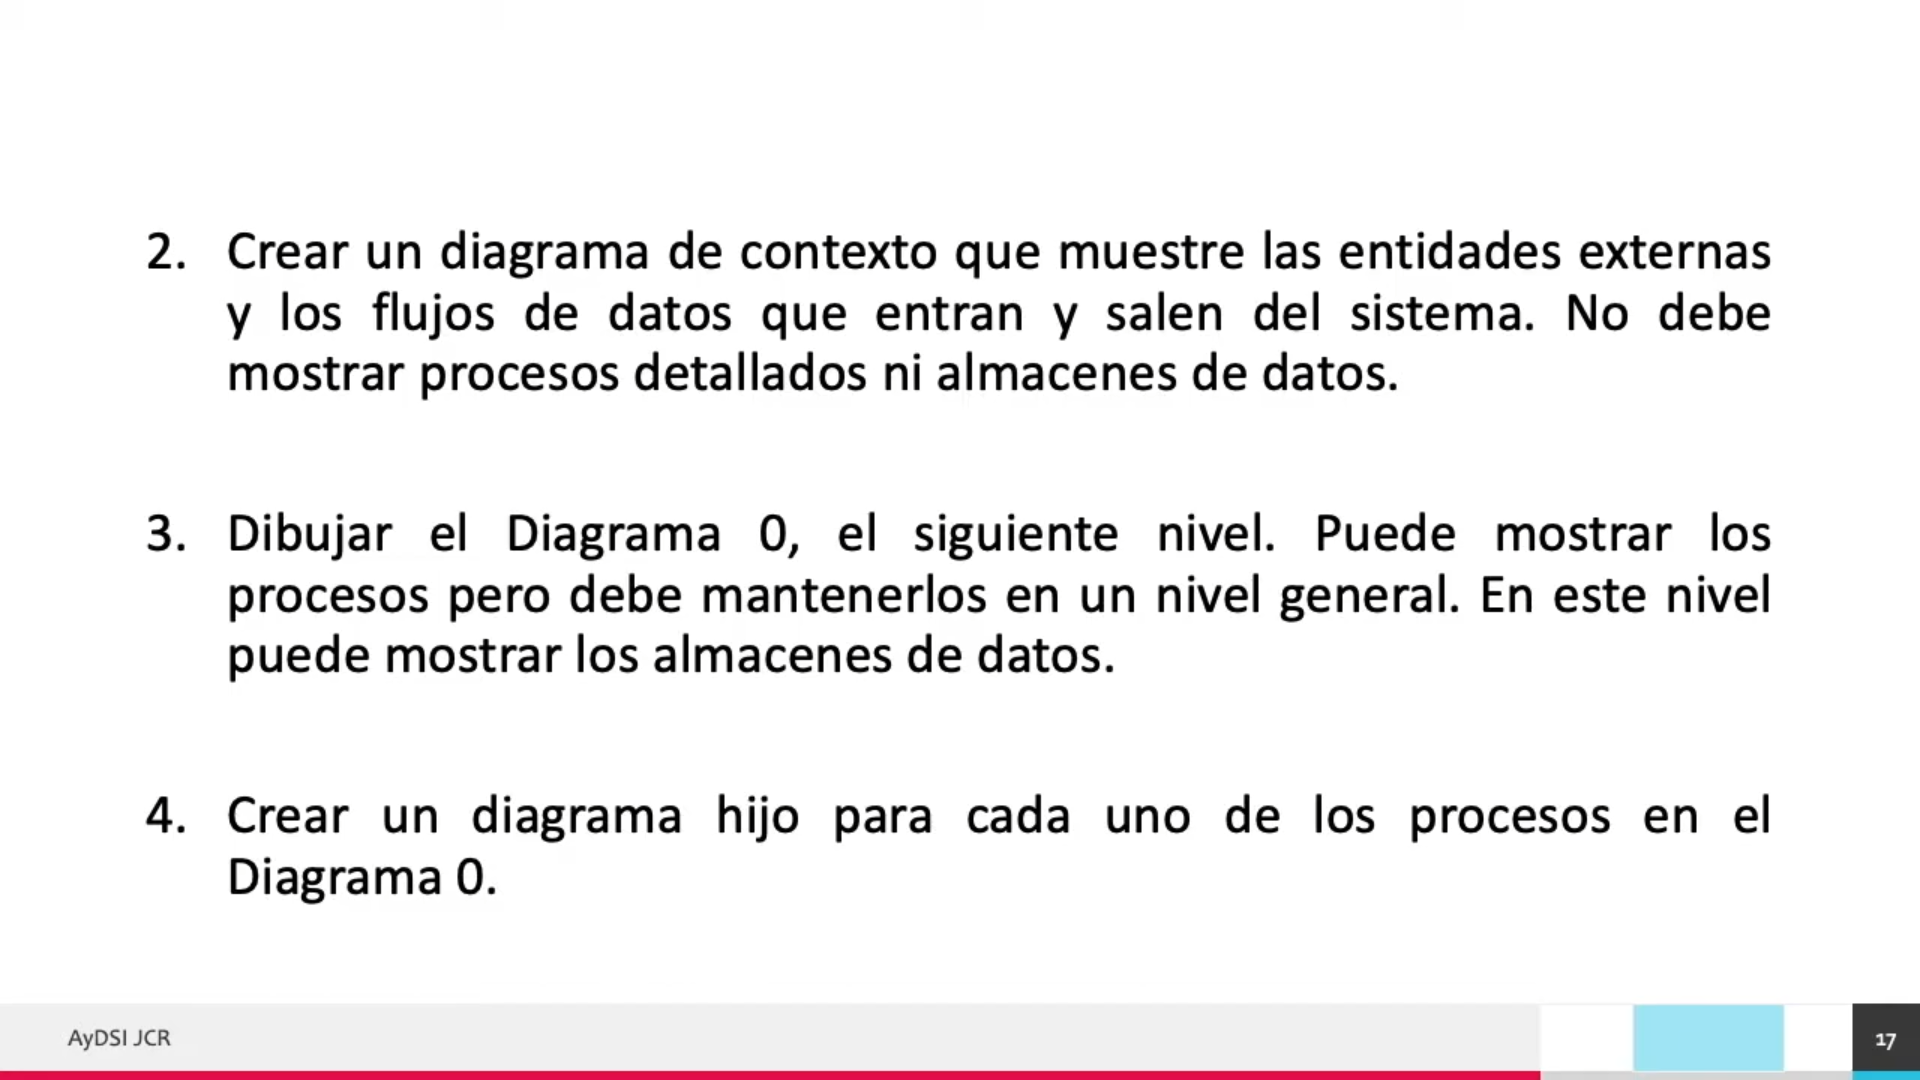 2. Crear un diagrama de contexto que muestre las entidades externas
y los flujos de datos que entran y salen del sistema. No debe
mostrar procesos detallados ni almacenes de datos.
3. Dibujar el Diagrama 0, el siguiente nivel. Puede mostrar los
procesos pero debe mantenerlos en un nivel general. En este nivel
puede mostrar los almacenes de datos.
4. Crear un diagrama hijo para cada uno de los procesos en el
Diagrama 0.
AyDSI JCR
17